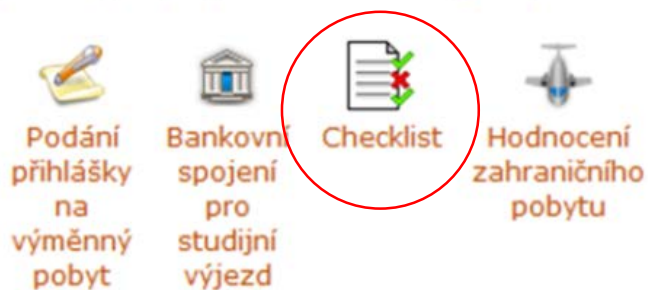 Podání
přihlášky
na
výměnný
pobyt
Bankovní
spojení
pro
studijní
výjezd
Checklist
Hodnocení
zahraničního
pobytu